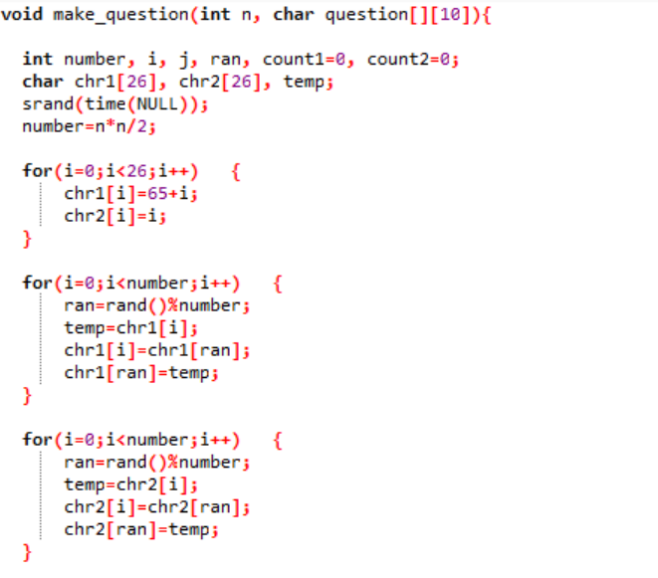 void make_question(int n, char question[][10]){
int number, i, j, ran, count1=0, count2=0;
char chr1[26], chr2[26], temp;
srand(time(NULL));
number=n*n/2;
for(i=0;i<26;i++) {
chr1[i]=65+i;
chr2[i]=i;
}
for(i=0;i<number;i++) {
ran=rand()%number;
temp=chr1[i];
chr1[i]=chr1[ran];
chr1[ran]=temp;
}
for(i=0;i<number;i++) {
ran=rand()%number;
temp=chr2[i];
chr2[i]=chr2[ran];
chr2[ran]=temp;
}